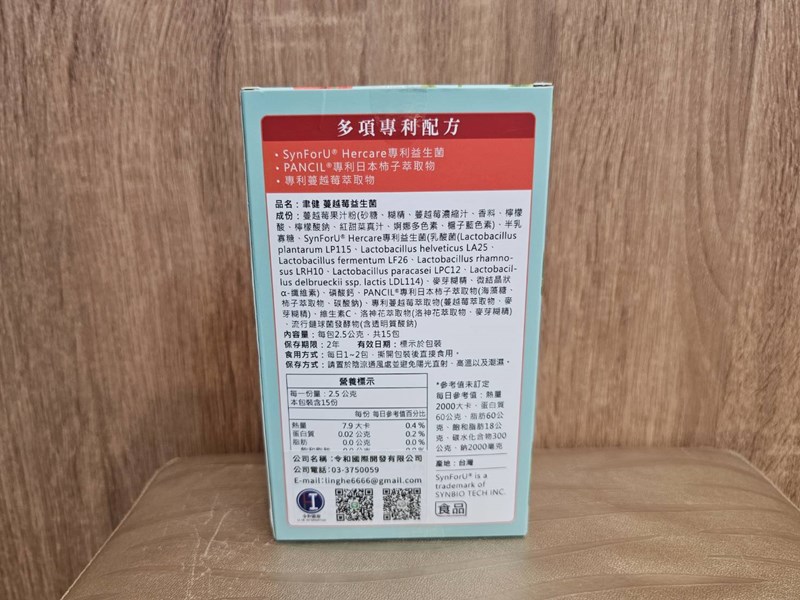 多項專利配方
・SynForU® Hercare專利益生菌
・PANCIL®專利日本柿子萃取物
・專利蔓越莓萃取物
品名：聿健 蔓越莓益生菌
成份：蔓越莓果汁粉(砂糖、糊精、蔓越莓濃縮汁、香料、檸檬
酸、檸檬酸鈉、紅甜菜真汁、婀娜多色素、梔子藍色素)、半乳
寡糖、SynForU® Hercare專利益生菌(乳酸菌(Lactobacillus
plantarum LP115、Lactobacillus helveticus LA25、
Lactobacillus fermentum LF26、Lactobacillus rhamno-
sus LRH10、Lactobacillus paracasei LPC12、Lactobacil-
lus delbrueckii ssp. lactis LDL114)、麥芽糊精、微結晶狀
α-纖維素)、磷酸鈣、PANCIL®專利日本柿子萃取物(海藻糖、
柿子萃取物、碳酸鈉)、專利蔓越莓萃取物(蔓越莓萃取物、麥
芽糊精)、維生素C、洛神花萃取物(洛神花萃取物、麥芽糊精)
、流行鏈球菌發酵物(含透明質酸鈉)
內容量：每包2.5公克，共15包
保存期限：2年 有效日期：標示於包裝
食用方式：每日1~2包，撕開包裝後直接食用。
保存方式：請置於陰涼通風處並避免陽光直射、高溫以及潮濕。
營養標示
每一份量：2.5 公克
本包裝含15份
每份 每日參考值百分比
熱量 7.9 大卡 0.4 %
蛋白質 0.02 公克 0.2 %
脂肪 0.0 公克 0.0 %
*參考值未訂定
每日參考值：熱量
2000大卡、蛋白質
60公克、脂肪60公
克、飽和脂肪18公
克、碳水化合物300
公克、鈉2000毫克
公司名稱：令和國際開發有限公司
公司電話：03-3750059
E-mail：linghe6666@gmail.com
產地：台灣
SynForU® is a
trademark of
SYNBIO TECH INC.
食品